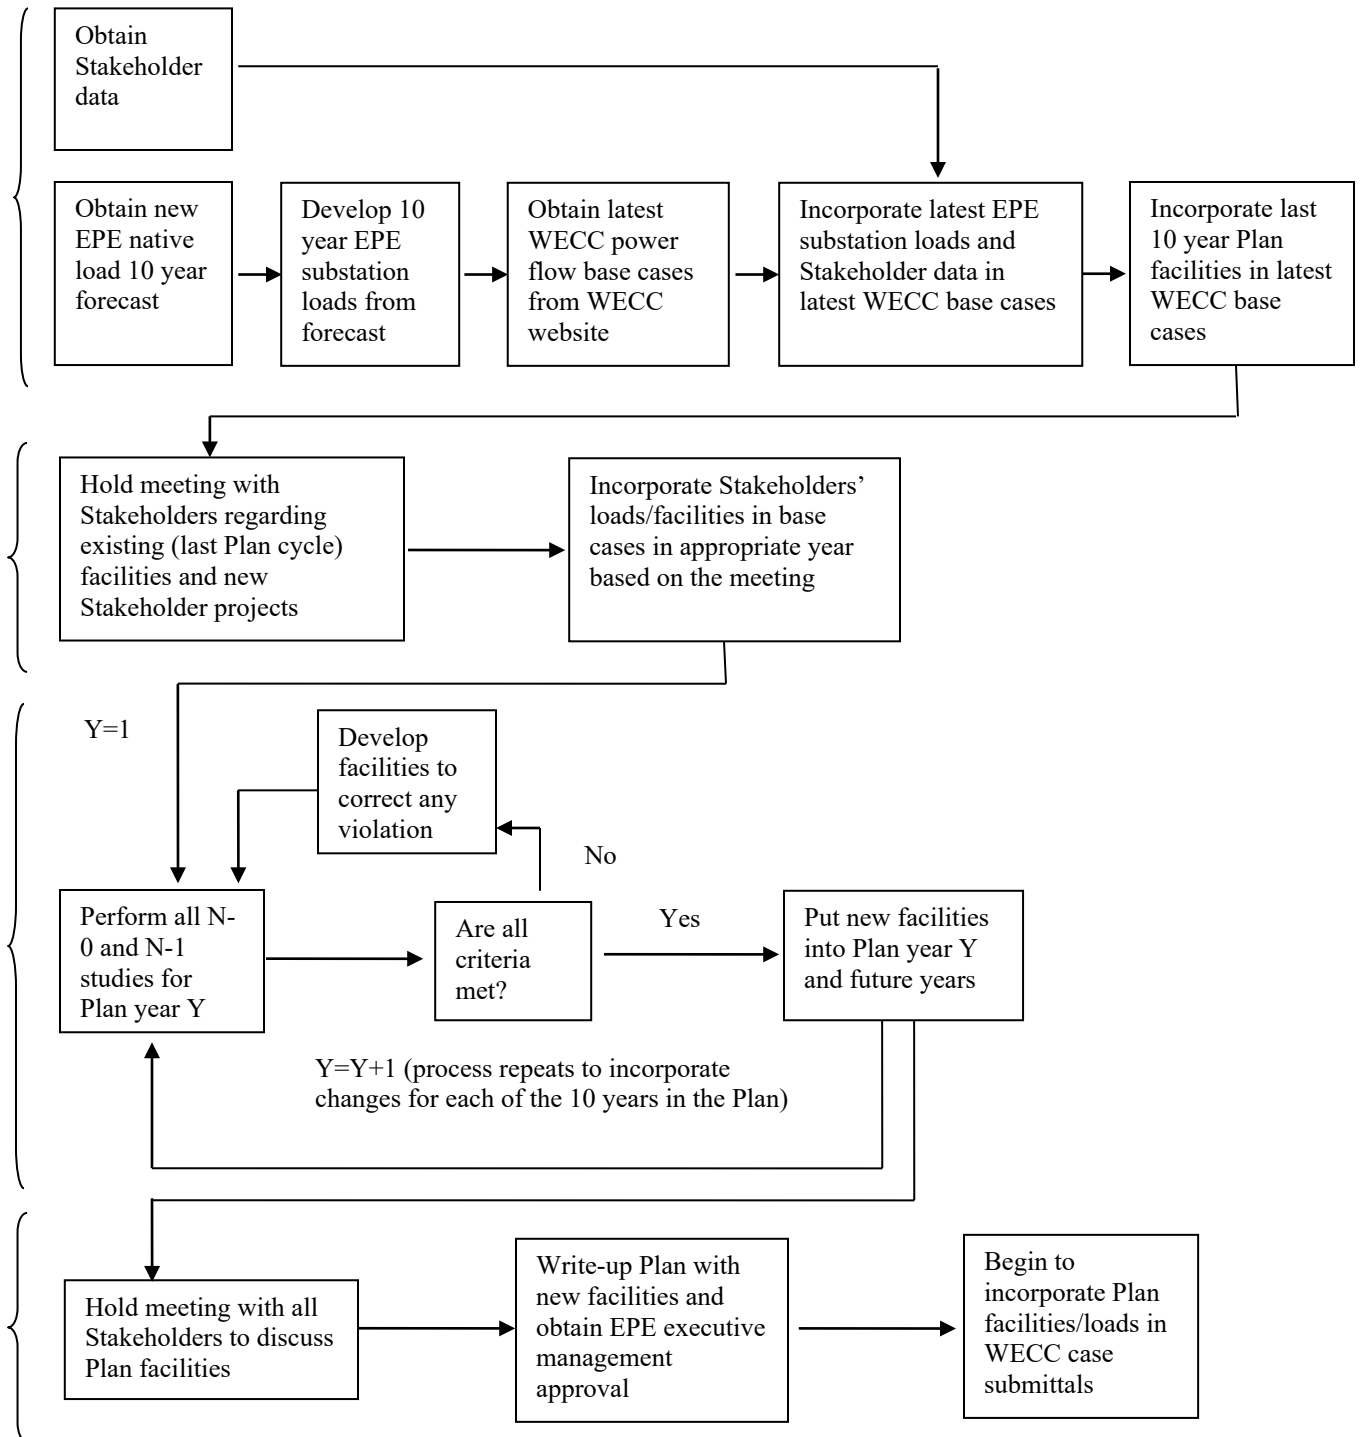 Obtain
Stakeholder
data
Obtain new
EPE native
load 10 year
forecast
Develop 10
year EPE
substation
loads from
forecast
Obtain latest
WECC power
flow base cases
from WECC
website
Incorporate latest EPE
substation loads and
Stakeholder data in
latest WECC base cases
Incorporate last
10 year Plan
facilities in latest
WECC base
cases
Hold meeting with
Stakeholders regarding
existing (last Plan cycle)
facilities and new
Stakeholder projects
Incorporate Stakeholders’
loads/facilities in base
cases in appropriate year
based on the meeting
Y=1
Develop
facilities to
correct any
violation
No
Perform all N-
0 and N-1
studies for
Plan year Y
Are all
criteria
met?
Yes
Put new facilities
into Plan year Y
and future years
Y=Y+1 (process repeats to incorporate
changes for each of the 10 years in the Plan)
Hold meeting with all
Stakeholders to discuss
Plan facilities
Write-up Plan with
new facilities and
obtain EPE executive
management
approval
Begin to
incorporate Plan
facilities/loads in
WECC case
submittals